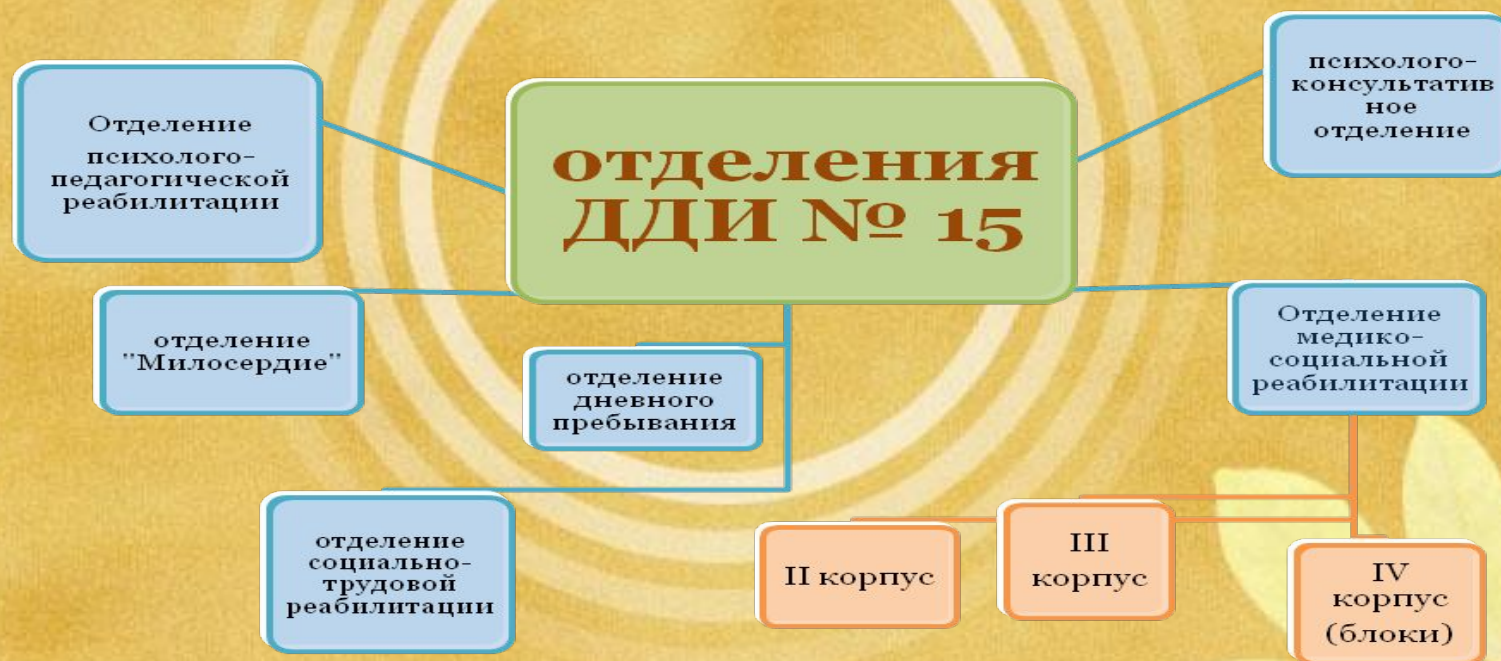 отделения
ДДИ № 15
Отделение
психолого-
педагогической
реабилитации
психолого-
консультатив
ное
отделение
отделение
"Милосердие"
отделение
дневного
пребывания
Отделение
медико-
социальной
реабилитации
отделение
социально-
трудовой
реабилитации
II корпус
III
корпус
IV
корпус
(блоки)